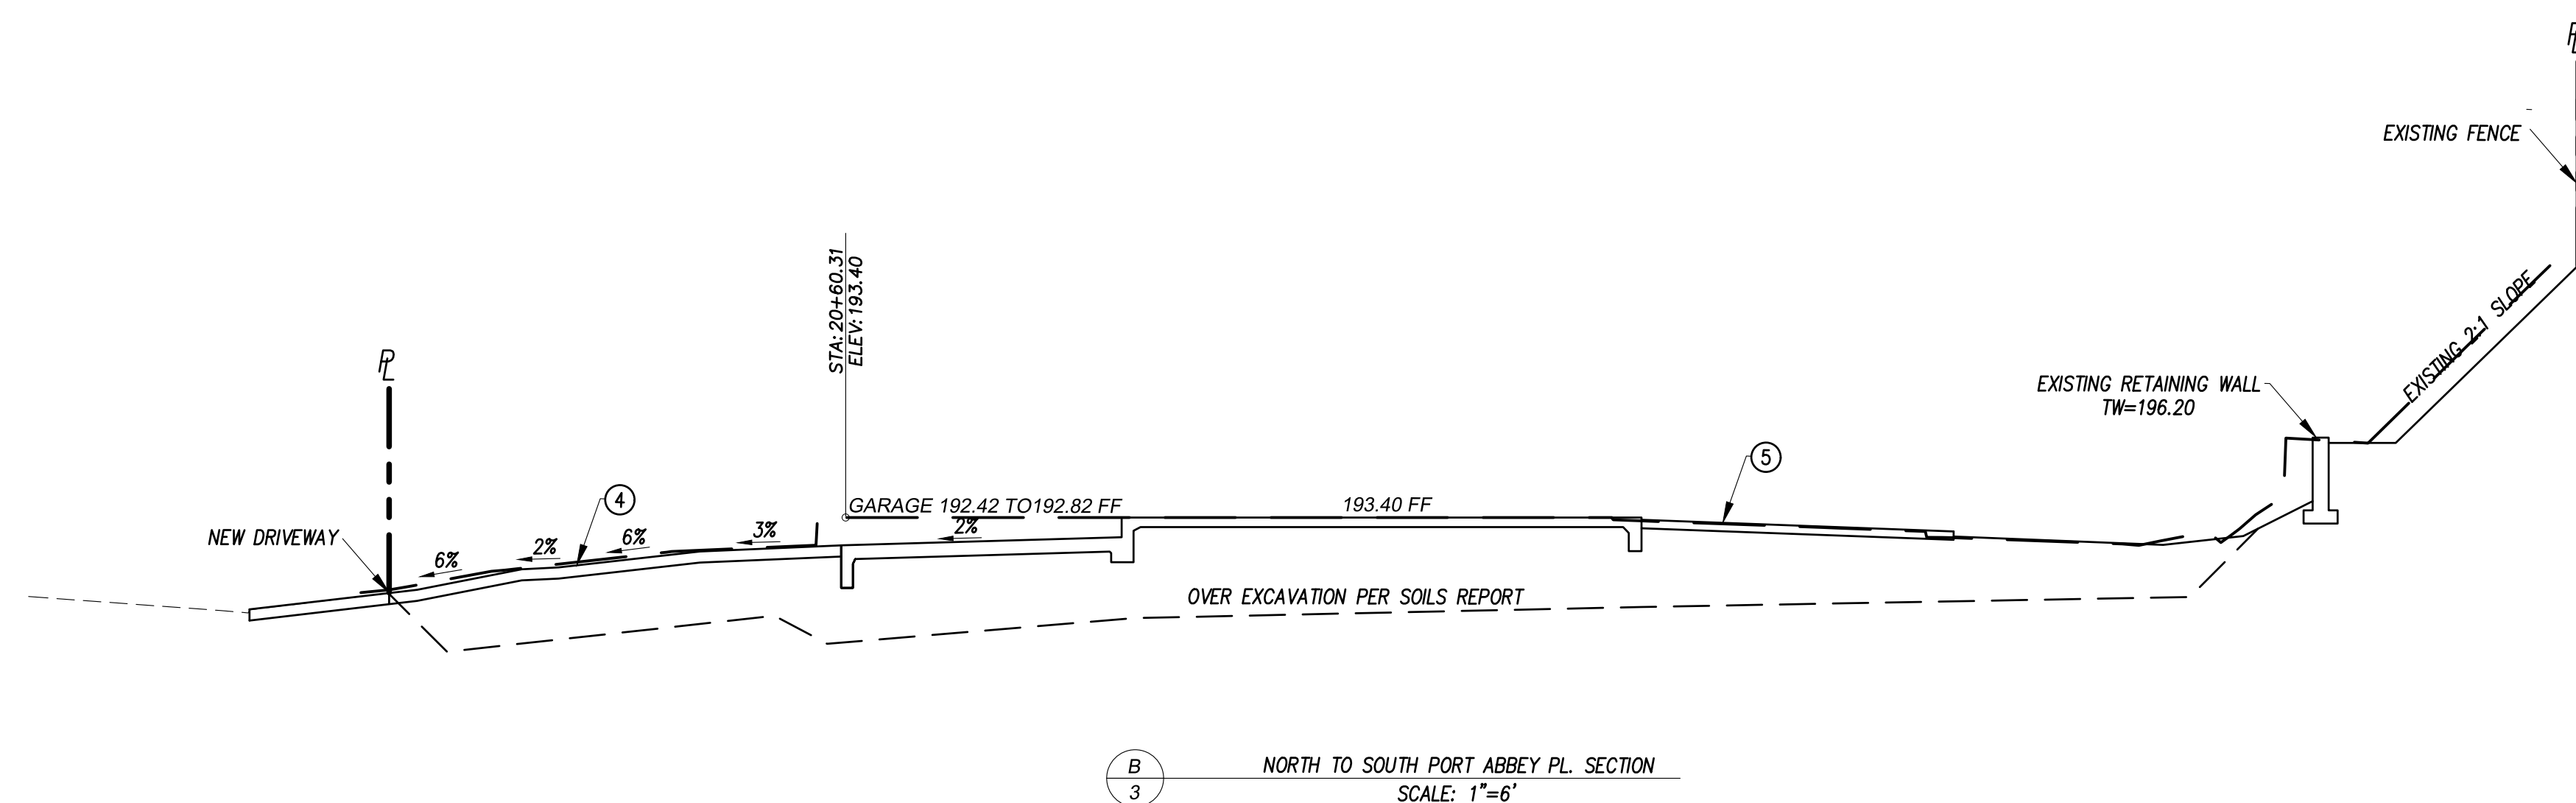 PL
EXISTING FENCE
STA: 20+60.31
ELEV:193.40
EXISTING 2:1 SLOPE
PL
EXISTING RETAINING WALL
TW=196.20
5
4
GARAGE 192.42 TO192.82 FF
193.40 FF
NEW DRIVEWAY
6%
2%
6%
3%
2%
OVER EXCAVATION PER SOILS REPORT
B
3
NORTH TO SOUTH PORT ABBEY PL. SECTION
SCALE: 1"=6'